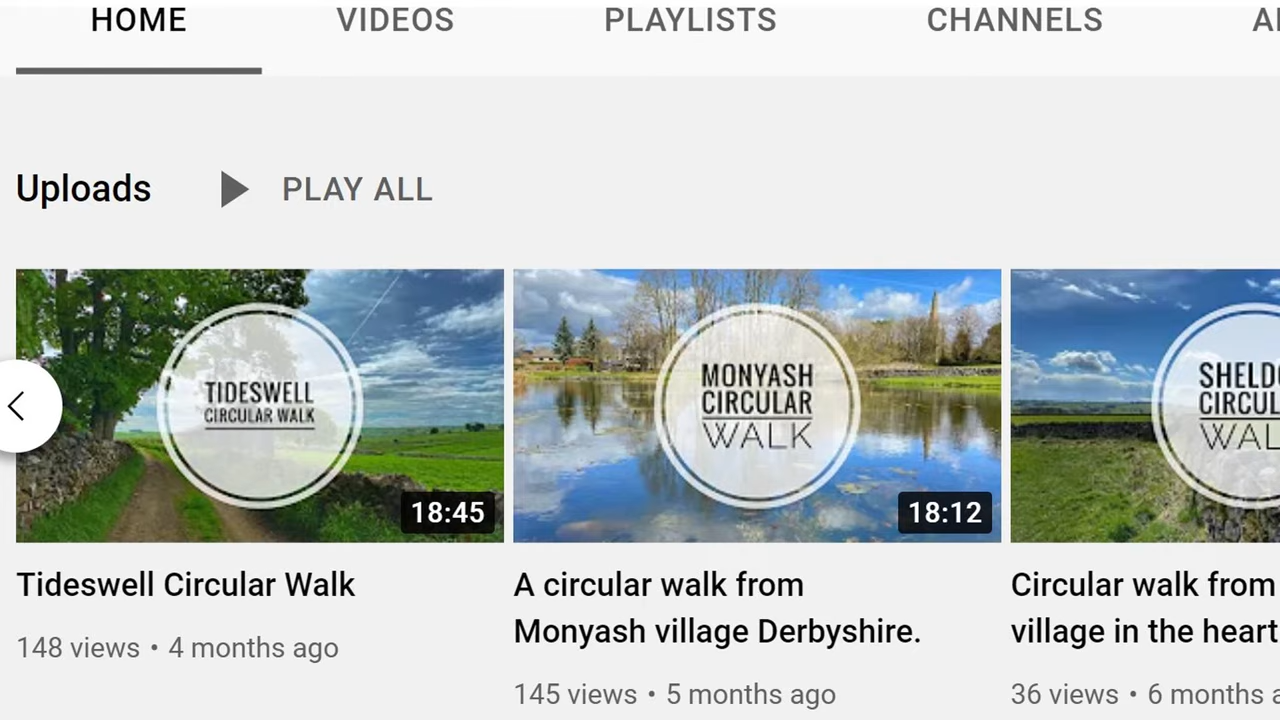 HOME VIDEOS PLAYLISTS CHANNELS
Uploads PLAY ALL
TIDESWELL
CIRCULAR WALK
18:45
MONYASH
CIRCULAR
WALK
18:12
Tideswell Circular Walk
148 views • 4 months ago
A circular walk from
Monyash village Derbyshire.
145 views • 5 months ago
Circular walk from
village in the heart
36 views • 6 months